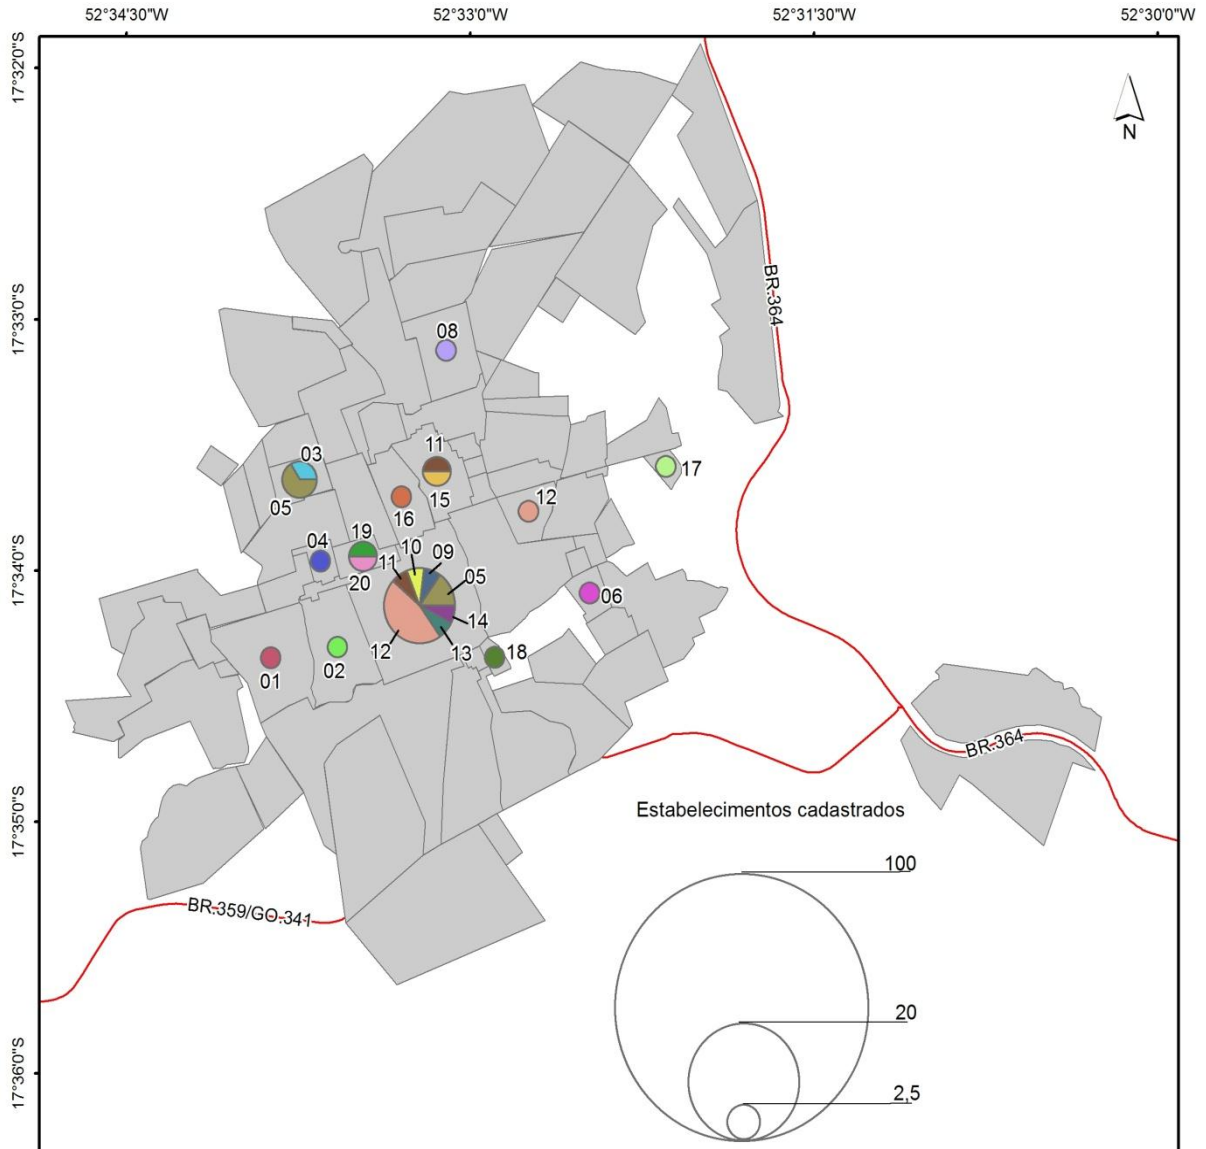 52°34'30"W
52°33'0"W
52°31'30"W
52°30'0"W
17°32'0"S
N
BR.364
17°33'0"S
08
03
11
17
05
15
12
16
04
19
10
09
11
05
17°34'0"S
20
06
14
12
13
18
02
01
BR.364
Estabelecimentos cadastrados
17°35'0"S
100
BR.359/GO.341
20
2,5
17°36'0"S